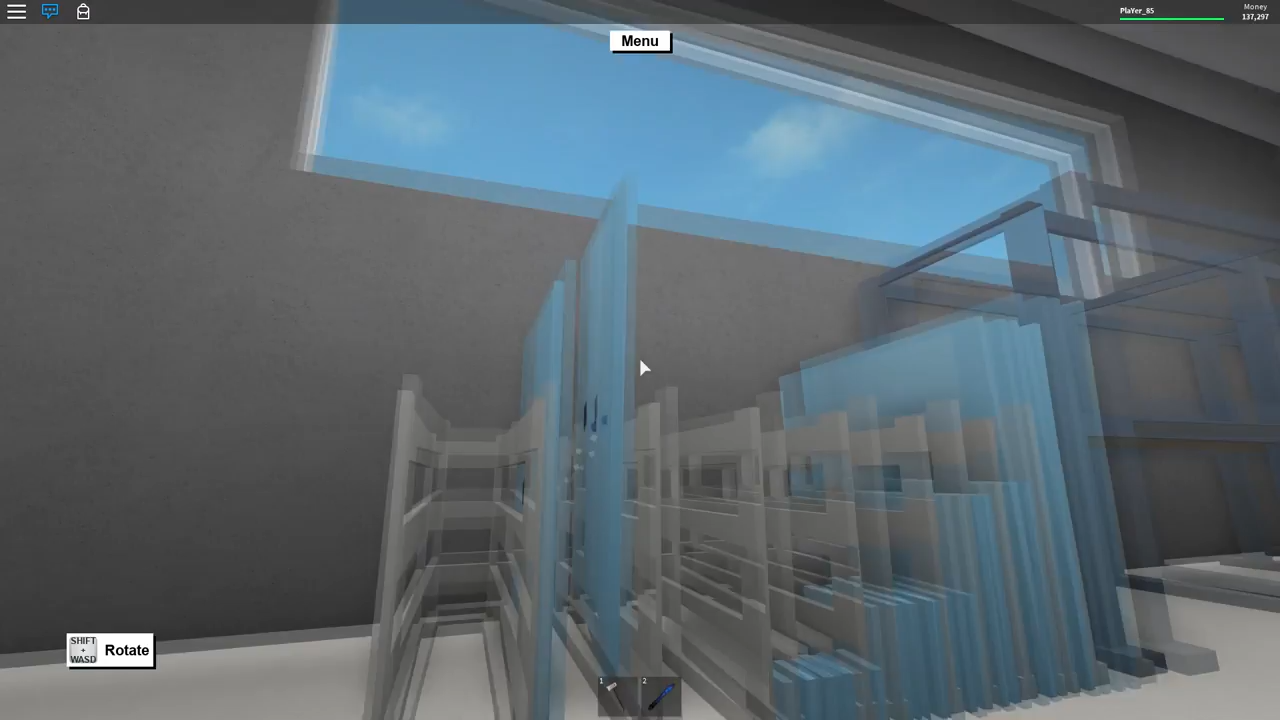 PlaYer_85
Money
137,297
Menu
SHIFT
+
WASD
Rotate
1
2